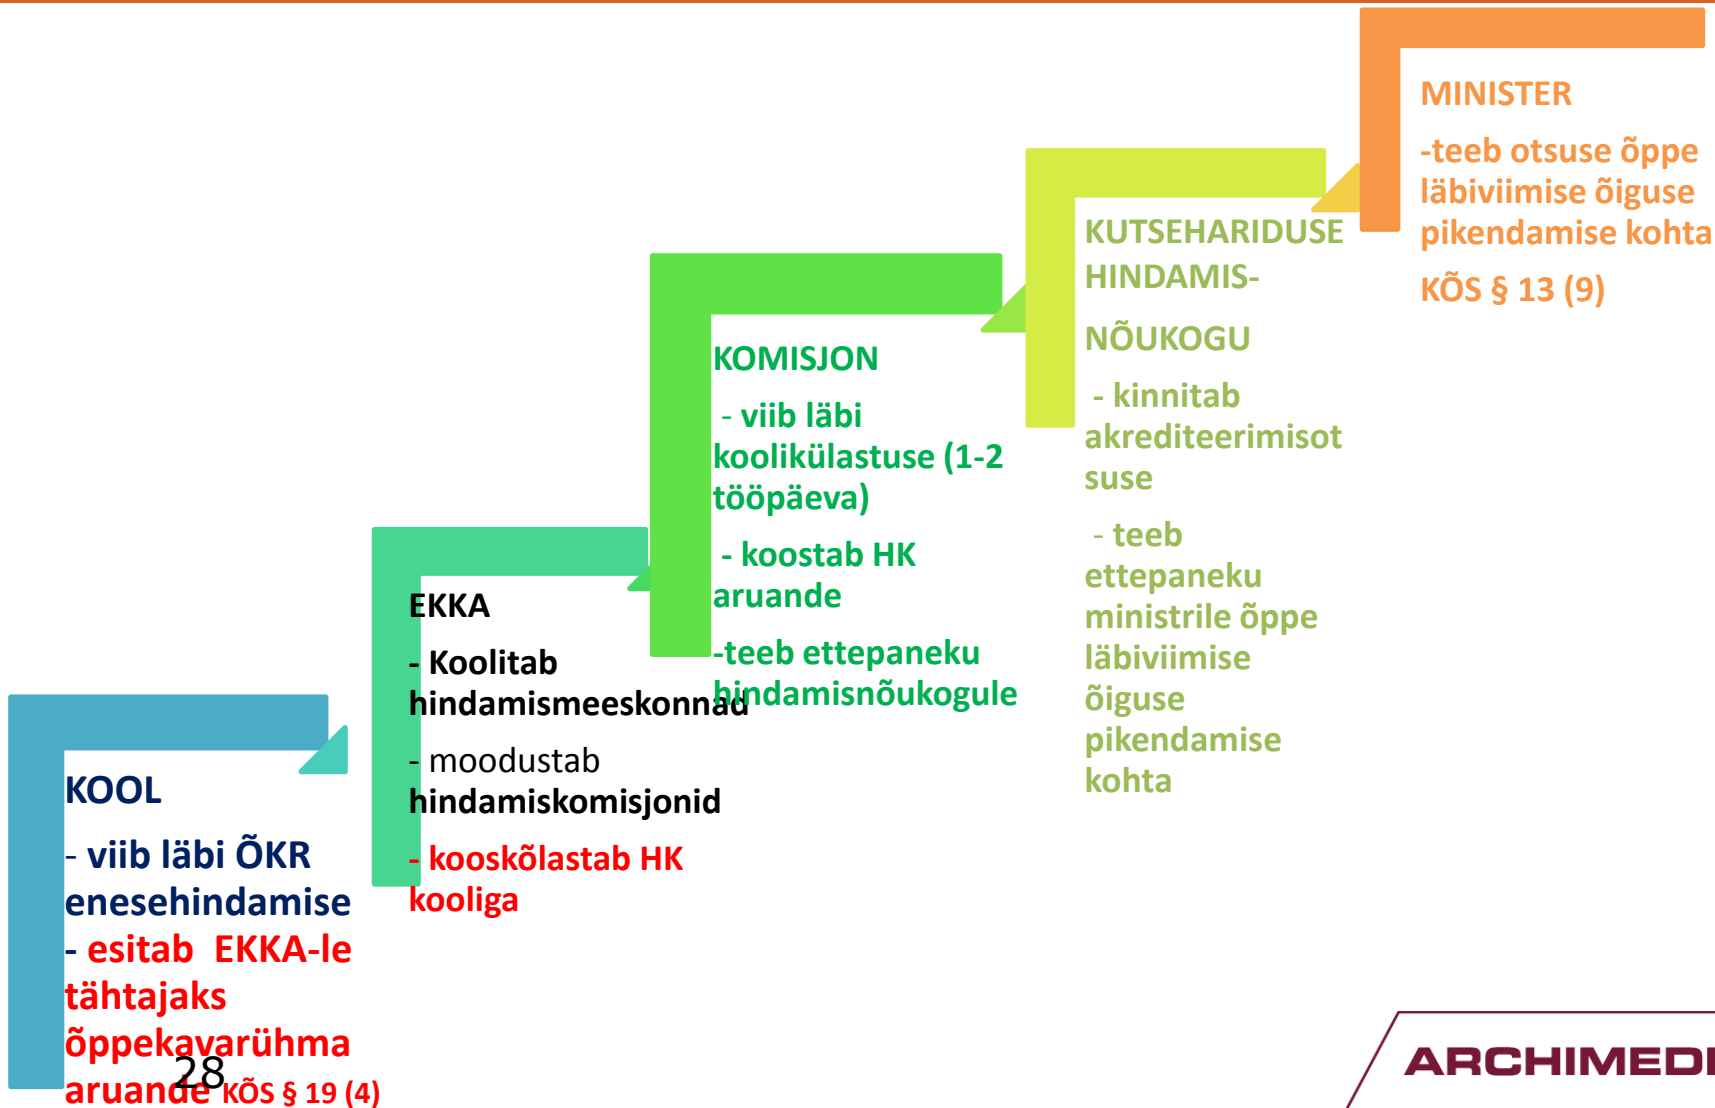 KOOL
- viib läbi ÕKR
enesehindamise
- esitab EKKA-le
tähtajaks
õppekavarühma
aruande KÕS § 19 (4)
28
EKKA
- Koolitab
hindamismeeskonnad
- moodustab
hindamiskomisjonid
- kooskõlastab HK
kooliga
KOMISJON
- viib läbi
koolikülastuse (1-2
tööpäeva)
- koostab HK
aruande
-teeb ettepaneku
hindamisnõukogule
KUTSEHARIDUSE
HINDAMIS-
NÕUKOGU
- kinnitab
akrediteerimisot
suse
- teeb
ettepaneku
ministrile õppe
läbiviimise
õiguse
pikendamise
kohta
MINISTER
-teeb otsuse õppe
läbiviimise õiguse
pikendamise kohta
KÕS § 13 (9)